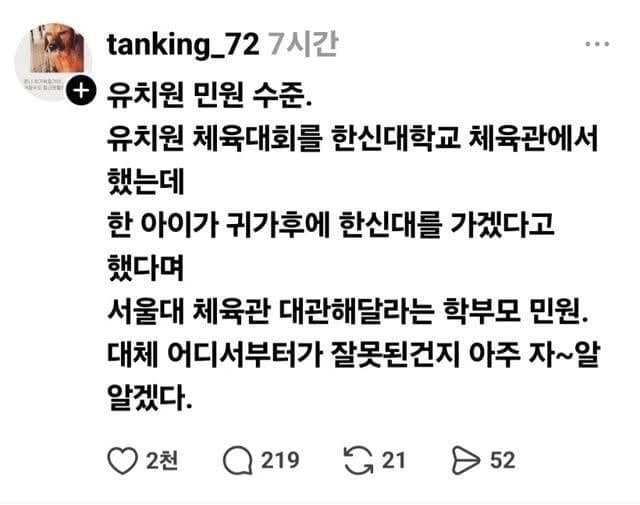 tanking_72 7시간
유치원 민원 수준.
유치원 체육대회를 한신대학교 체육관에서
했는데
한 아이가 귀가후에 한신대를 가겠다고
했다며
서울대 체육관 대관해달라는 학부모 민원.
대체 어디서부터가 잘못된건지 아주 자~알
알겠다.
2천 219 21 52